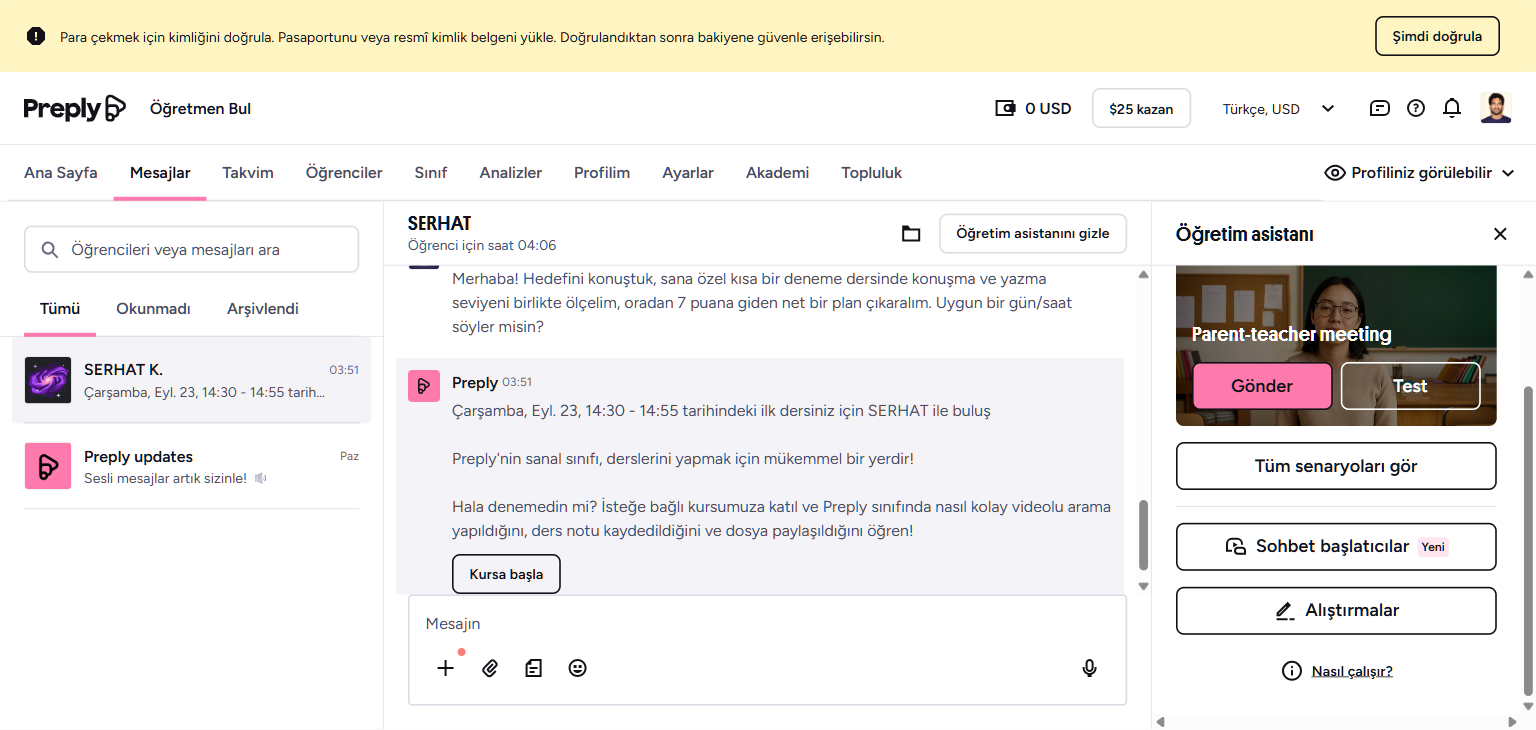 Para çekmek için kimliğini doğrula. Pasaportunu veya resmî kimlik belgeni yükle. Doğrulandıktan sonra bakiyene güvenle erişebilirsin.
Şimdi doğrula
Preply
Öğretmen Bul
0 USD
$25 kazan
Türkçe, USD
Ana Sayfa
Mesajlar
Takvim
Öğrenciler
Sınıf
Analizler
Profilim
Ayarlar
Akademi
Topluluk
Profiliniz görülebilir
Öğrencileri veya mesajları ara
Tümü
Okunmadı
Arşivlendi
SERHAT K.
03:51
Çarşamba, Eyl. 23, 14:30 - 14:55 tarih...
Preply updates
Paz
Sesli mesajlar artık sizinle! 🔊
SERHAT
Öğrenci için saat 04:06
Öğretim asistanını gizle
Merhaba! Hedefini konuştuk, sana özel kısa bir deneme dersinde konuşma ve yazma
seviyeni birlikte ölçelim, oradan 7 puana giden net bir plan çıkaralım. Uygun bir gün/saat
söyler misin?
Preply 03:51
Çarşamba, Eyl. 23, 14:30 - 14:55 tarihindeki ilk dersiniz için SERHAT ile buluş
Preply'nin sanal sınıfı, derslerini yapmak için mükemmel bir yerdir!
Hala denemedin mi? İsteğe bağlı kursumuza katıl ve Preply sınıfında nasıl kolay videolu arama
yapıldığını, ders notu kaydedildiğini ve dosya paylaşıldığını öğren!
Kursa başla
Mesajın
Öğretim asistanı
Parent-teacher meeting
Gönder
Test
Tüm senaryoları gör
Sohbet başlatıcılar Yeni
Alıştırmalar
Nasıl çalışır?